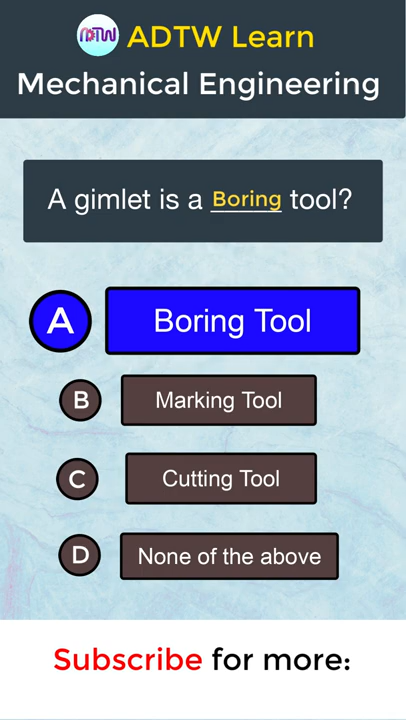 ADTW ADTW Learn
Mechanical Engineering
A gimlet is a Boring tool?
A Boring Tool
B Marking Tool
C Cutting Tool
D None of the above
Subscribe for more: